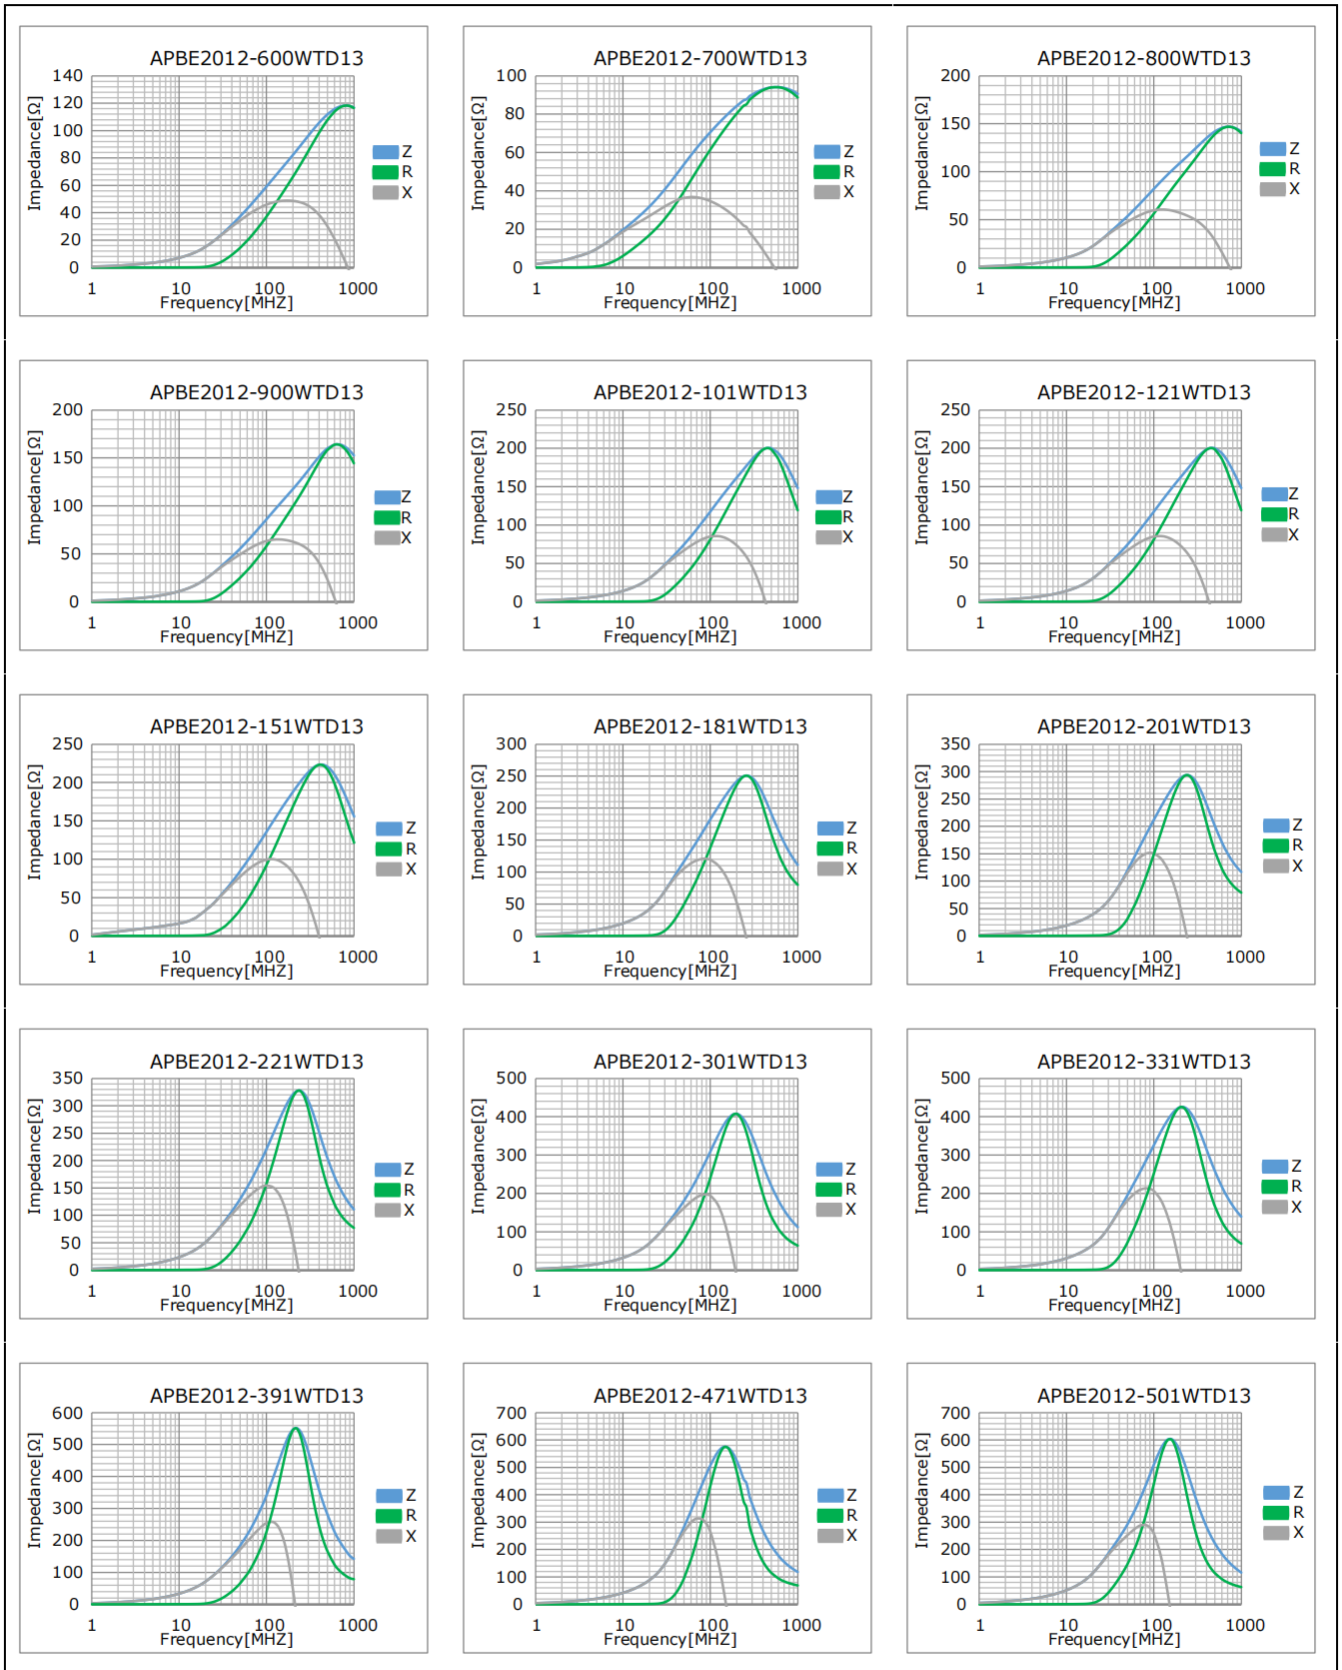 APBE2012-600WTD13
Impedance[Ω]
140
120
100
80
60
40
20
0
1 10 100 1000
Frequency[MHZ]
Z
R
X
APBE2012-700WTD13
Impedance[Ω]
100
80
60
40
20
0
1 10 100 1000
Frequency[MHZ]
Z
R
X
APBE2012-800WTD13
Impedance[Ω]
200
150
100
50
0
1 10 100 1000
Frequency[MHZ]
Z
R
X
APBE2012-900WTD13
Impedance[Ω]
200
150
100
50
0
1 10 100 1000
Frequency[MHZ]
Z
R
X
APBE2012-101WTD13
Impedance[Ω]
250
200
150
100
50
0
1 10 100 1000
Frequency[MHZ]
Z
R
X
APBE2012-121WTD13
Impedance[Ω]
250
200
150
100
50
0
1 10 100 1000
Frequency[MHZ]
Z
R
X
APBE2012-151WTD13
Impedance[Ω]
250
200
150
100
50
0
1 10 100 1000
Frequency[MHZ]
Z
R
X
APBE2012-181WTD13
Impedance[Ω]
300
250
200
150
100
50
0
1 10 100 1000
Frequency[MHZ]
Z
R
X
APBE2012-201WTD13
Impedance[Ω]
350
300
250
200
150
100
50
0
1 10 100 1000
Frequency[MHZ]
Z
R
X
APBE2012-221WTD13
Impedance[Ω]
350
300
250
200
150
100
50
0
1 10 100 1000
Frequency[MHZ]
Z
R
X
APBE2012-301WTD13
Impedance[Ω]
500
400
300
200
100
0
1 10 100 1000
Frequency[MHZ]
Z
R
X
APBE2012-331WTD13
Impedance[Ω]
500
400
300
200
100
0
1 10 100 1000
Frequency[MHZ]
Z
R
X
APBE2012-391WTD13
Impedance[Ω]
600
500
400
300
200
100
0
1 10 100 1000
Frequency[MHZ]
Z
R
X
APBE2012-471WTD13
Impedance[Ω]
700
600
500
400
300
200
100
0
1 10 100 1000
Frequency[MHZ]
Z
R
X
APBE2012-501WTD13
Impedance[Ω]
700
600
500
400
300
200
100
0
1 10 100 1000
Frequency[MHZ]
Z
R
X